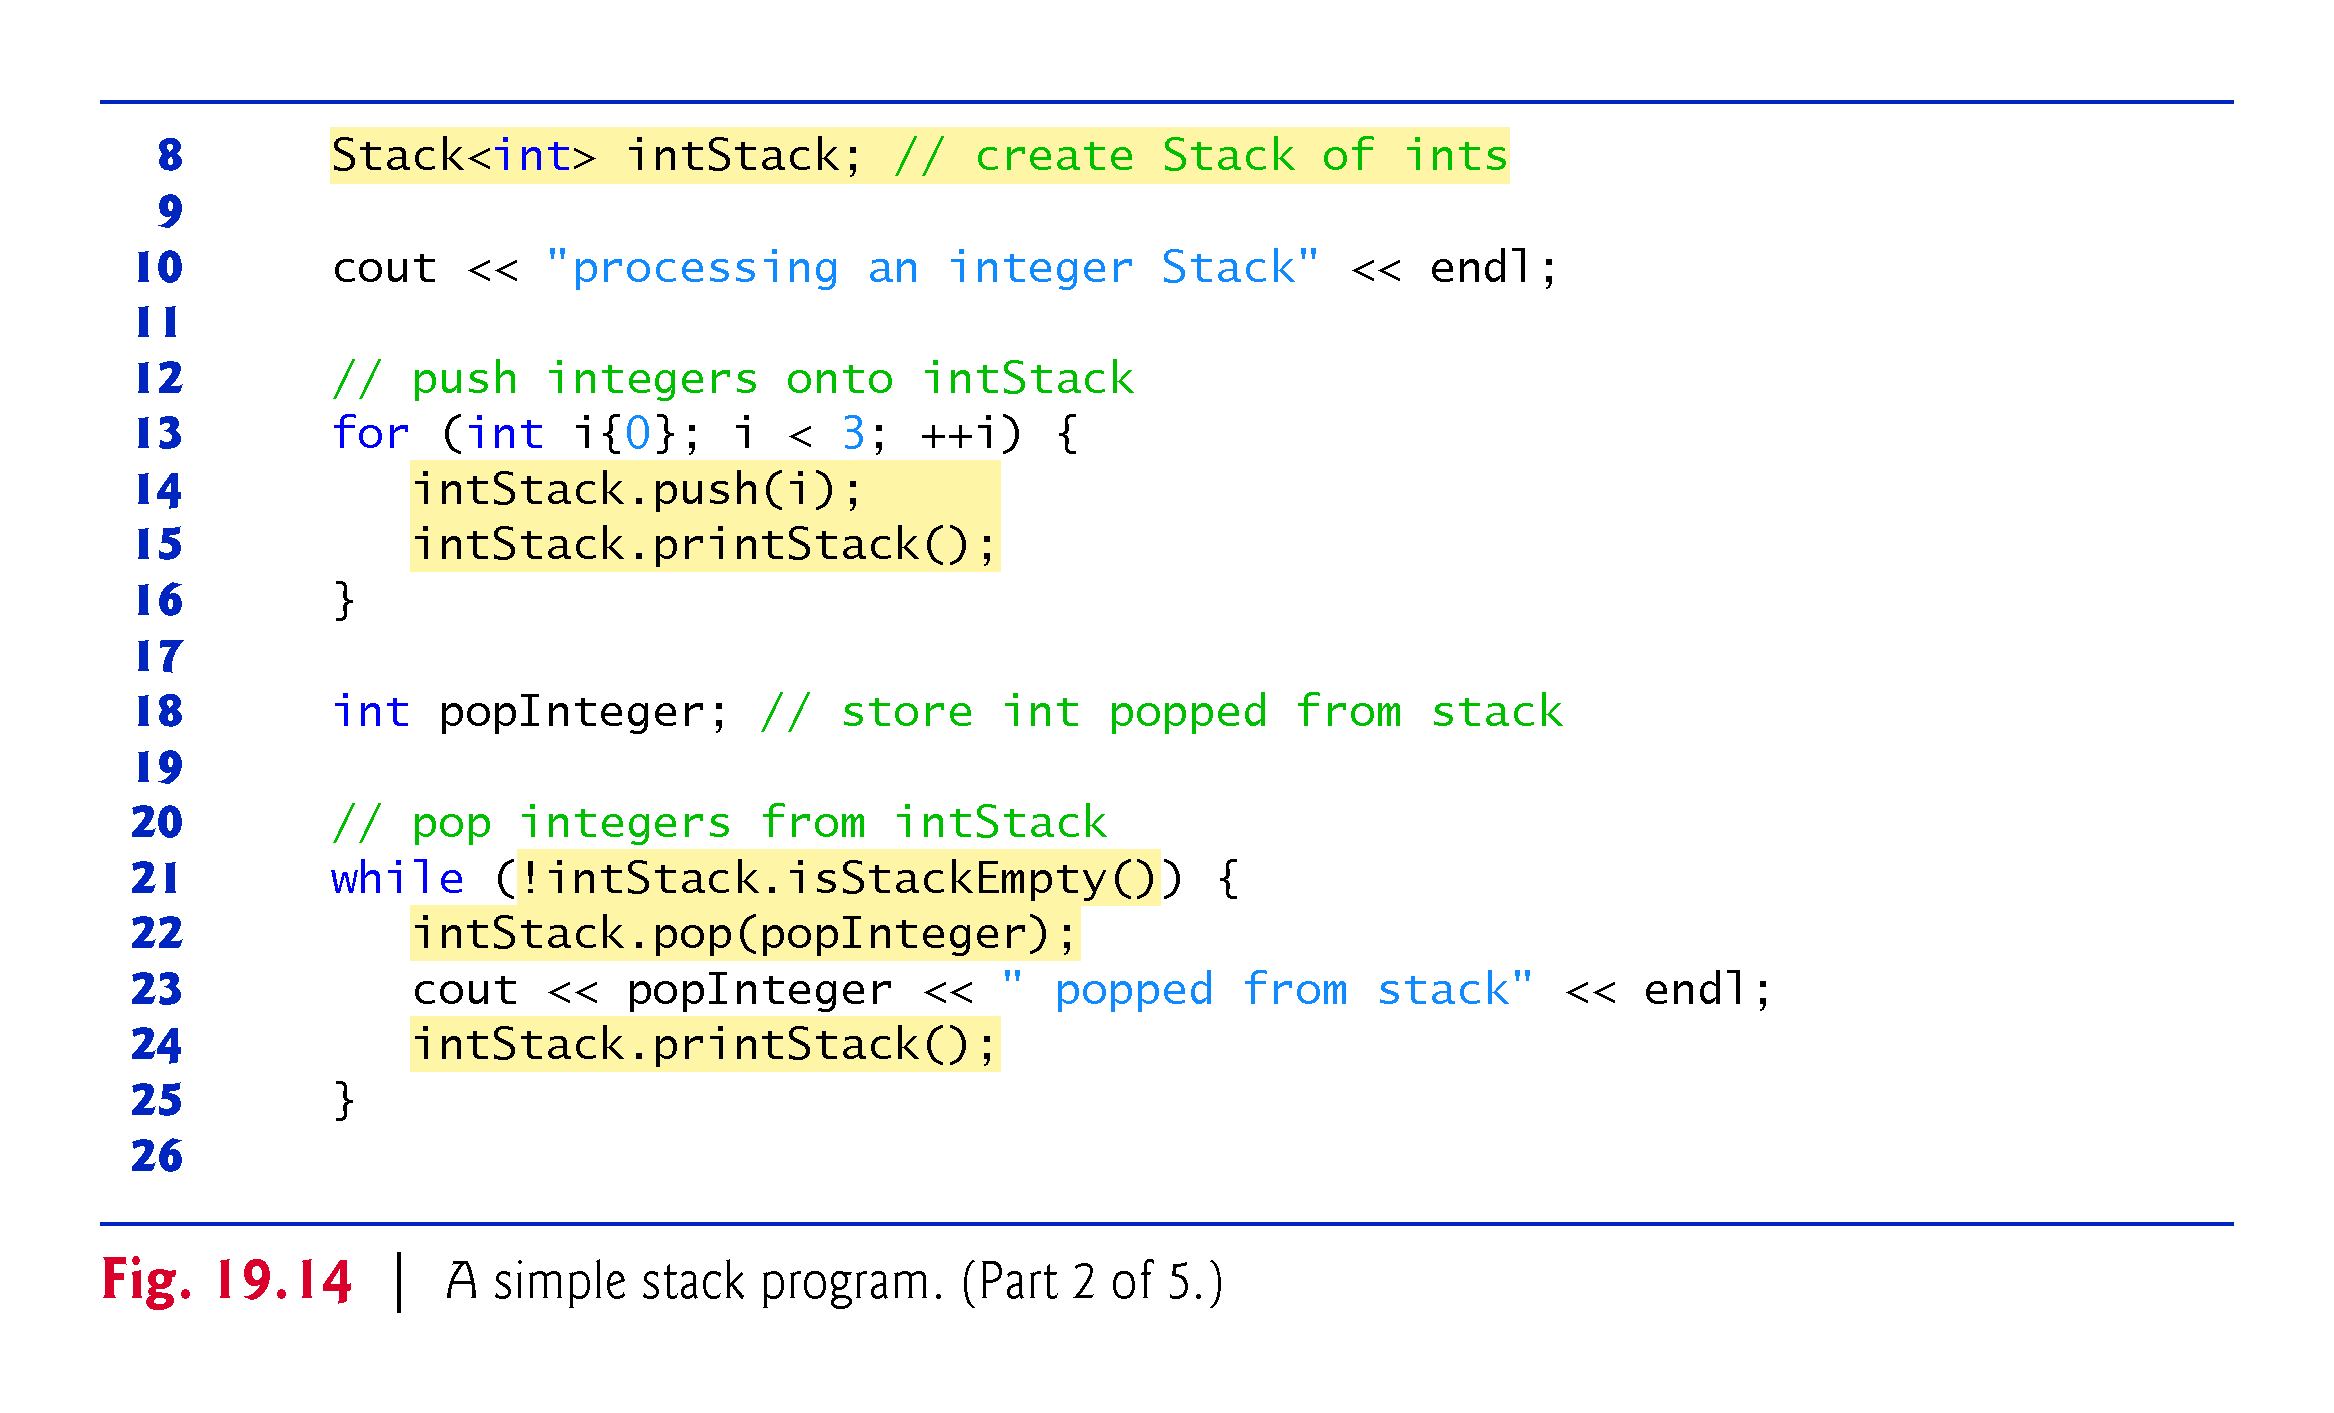 8 Stack<int> intStack; // create Stack of ints
9
10 cout << "processing an integer Stack" << endl;
11
12 // push integers onto intStack
13 for (int i{0}; i < 3; ++i) {
14 intStack.push(i);
15 intStack.printStack();
16 }
17
18 int popInteger; // store int popped from stack
19
20 // pop integers from intStack
21 while (!intStack.isStackEmpty()) {
22 intStack.pop(popInteger);
23 cout << popInteger << " popped from stack" << endl;
24 intStack.printStack();
25 }
26
Fig. 19.14 | A simple stack program. (Part 2 of 5.)